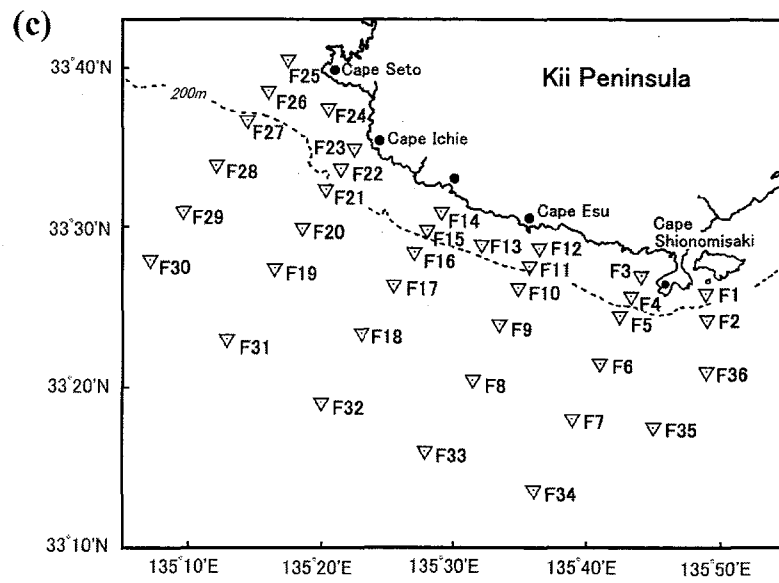 (c)
33°40'N
33°30'N
33°20'N
33°10'N
135°10'E
135°20'E
135°30'E
135°40'E
135°50'E
Kii Peninsula
200m
Cape Seto
Cape Ichie
Cape Esu
Cape
Shionomisaki
F25
F26
F24
F27
F23
F28
F22
F21
F29
F14
F20
F15
F13
F12
F30
F16
F11
F3
F19
F17
F10
F4
F1
F5
F2
F31
F18
F9
F6
F36
F8
F32
F7
F35
F33
F34